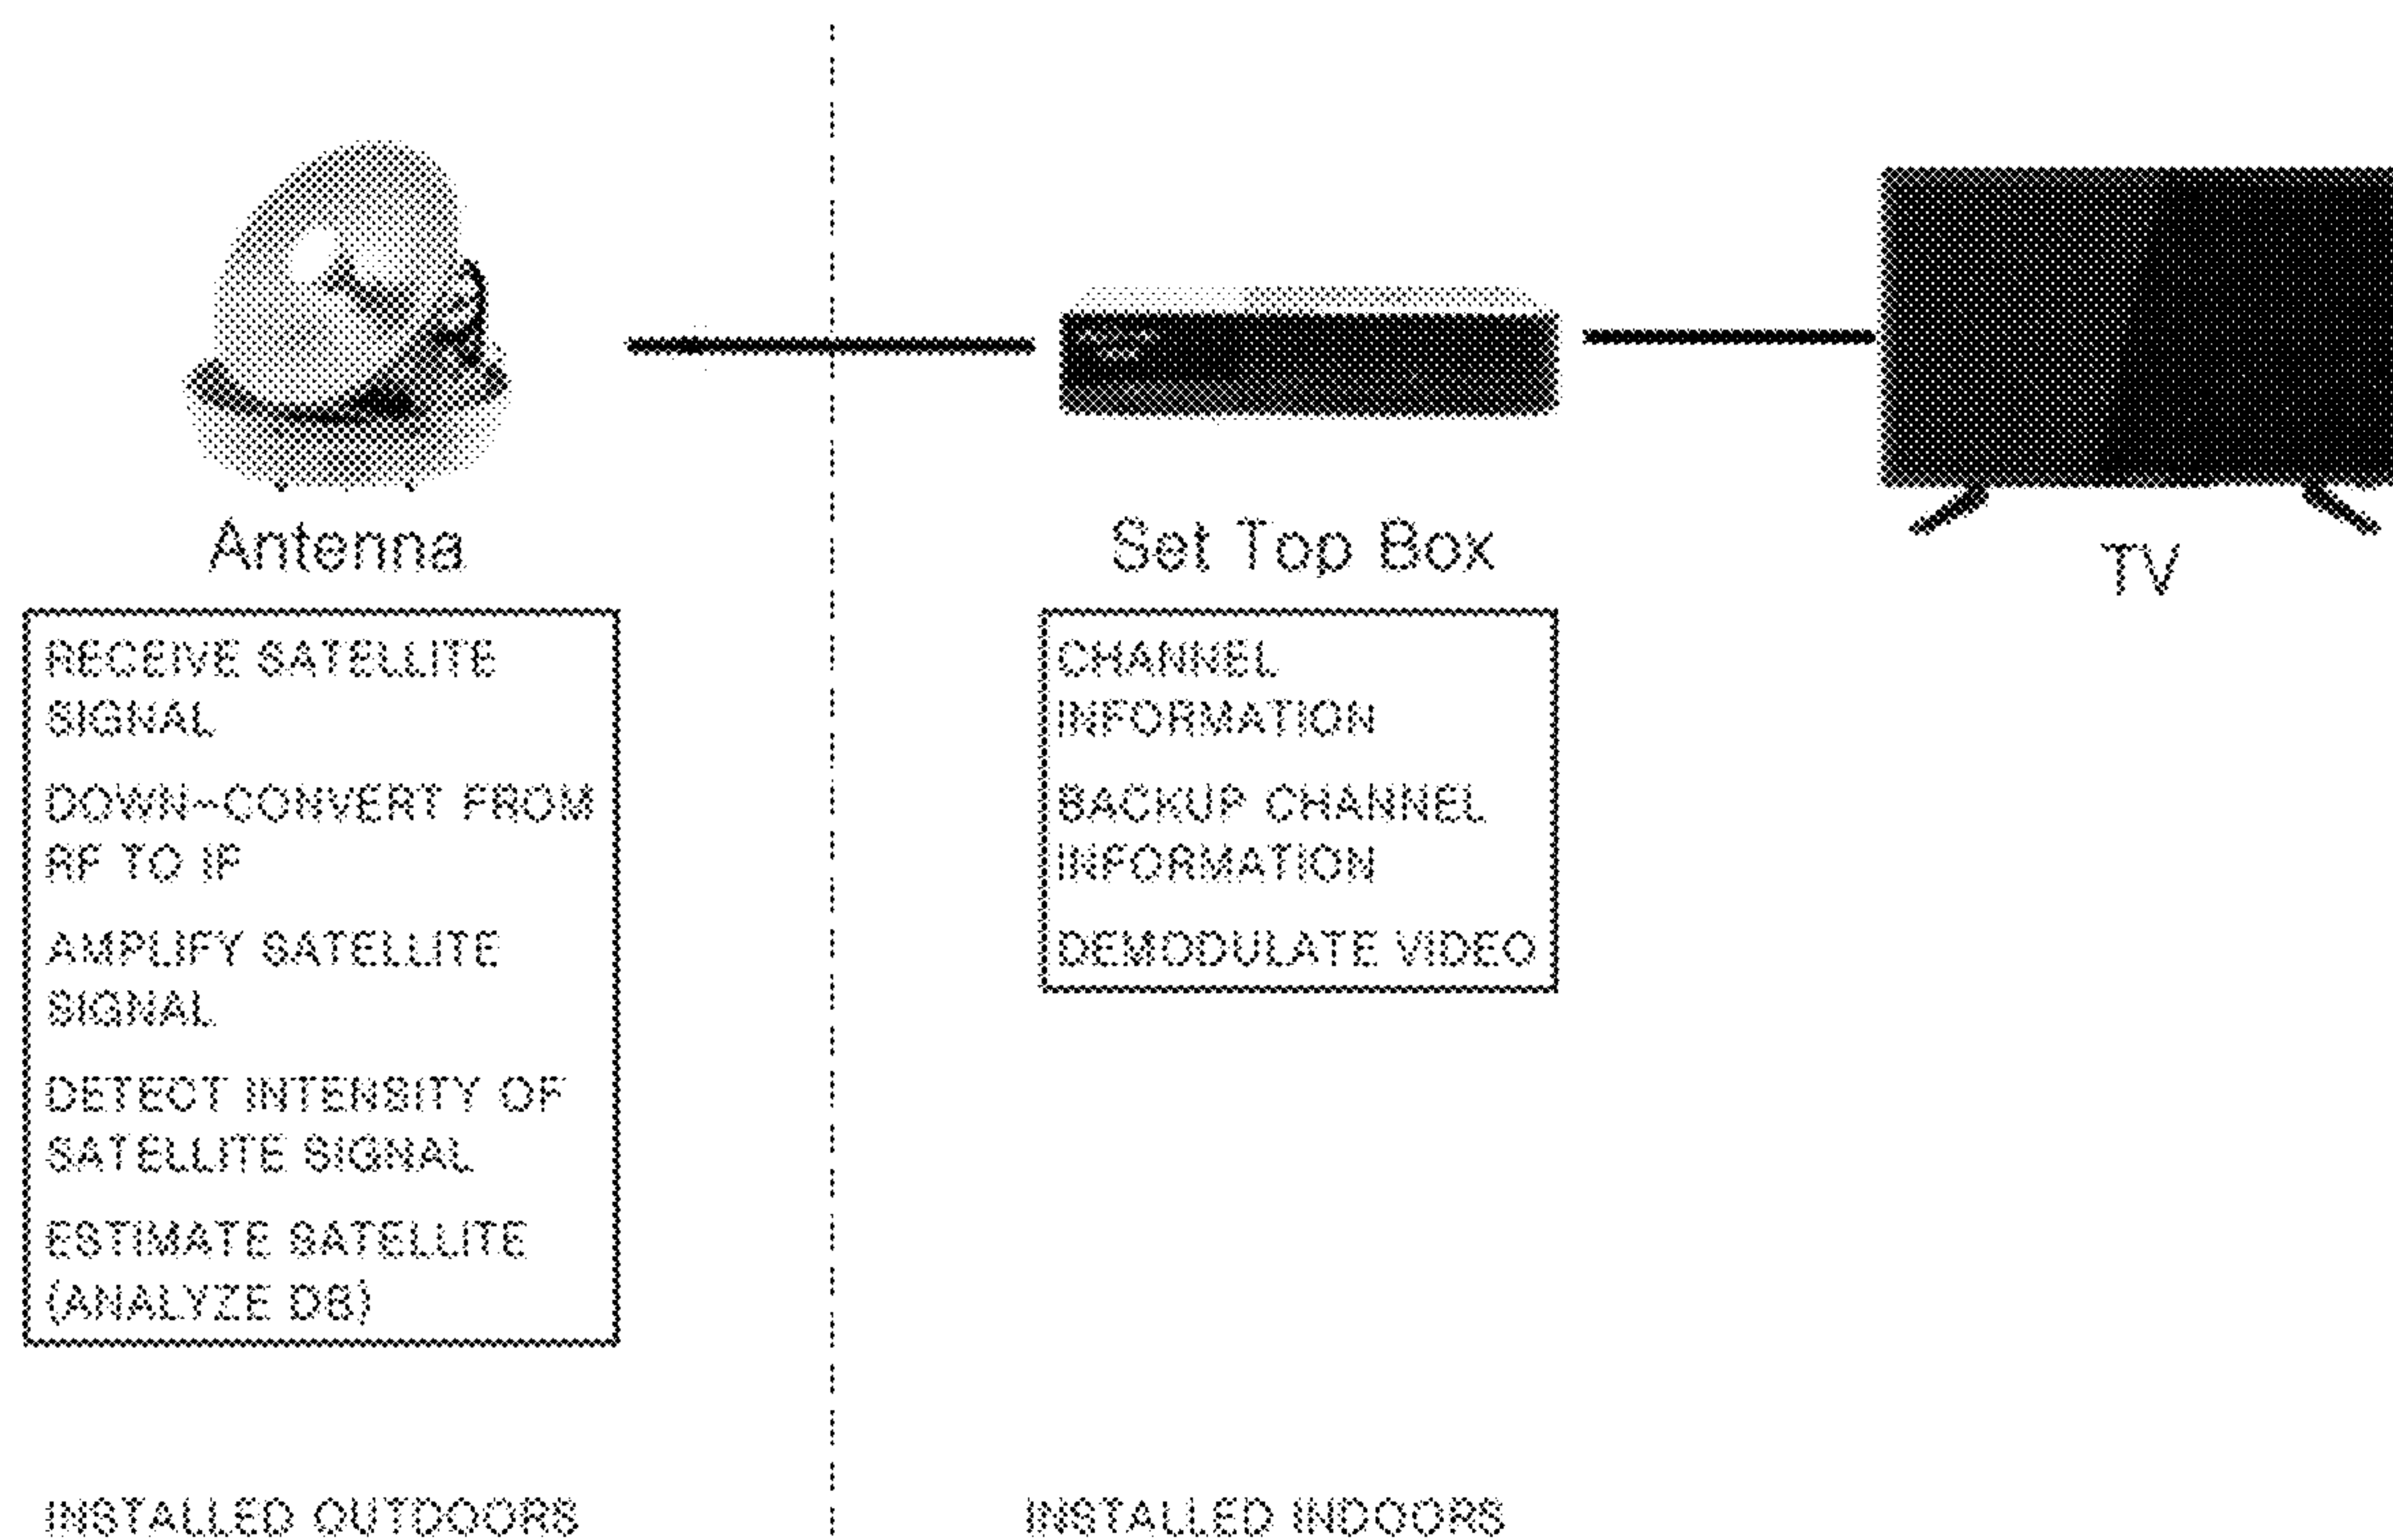 Antenna
Set Top Box
TV
RECEIVE SATELLITE
SIGNAL
DOWN-CONVERT FROM
RF TO IF
AMPLIFY SATELLITE
SIGNAL
DETECT INTENSITY OF
SATELLITE SIGNAL
ESTIMATE SATELLITE
(ANALYZE DB)
CHANNEL
INFORMATION
BACKUP CHANNEL
INFORMATION
DEMODULATE VIDEO
INSTALLED OUTDOORS
INSTALLED INDOORS